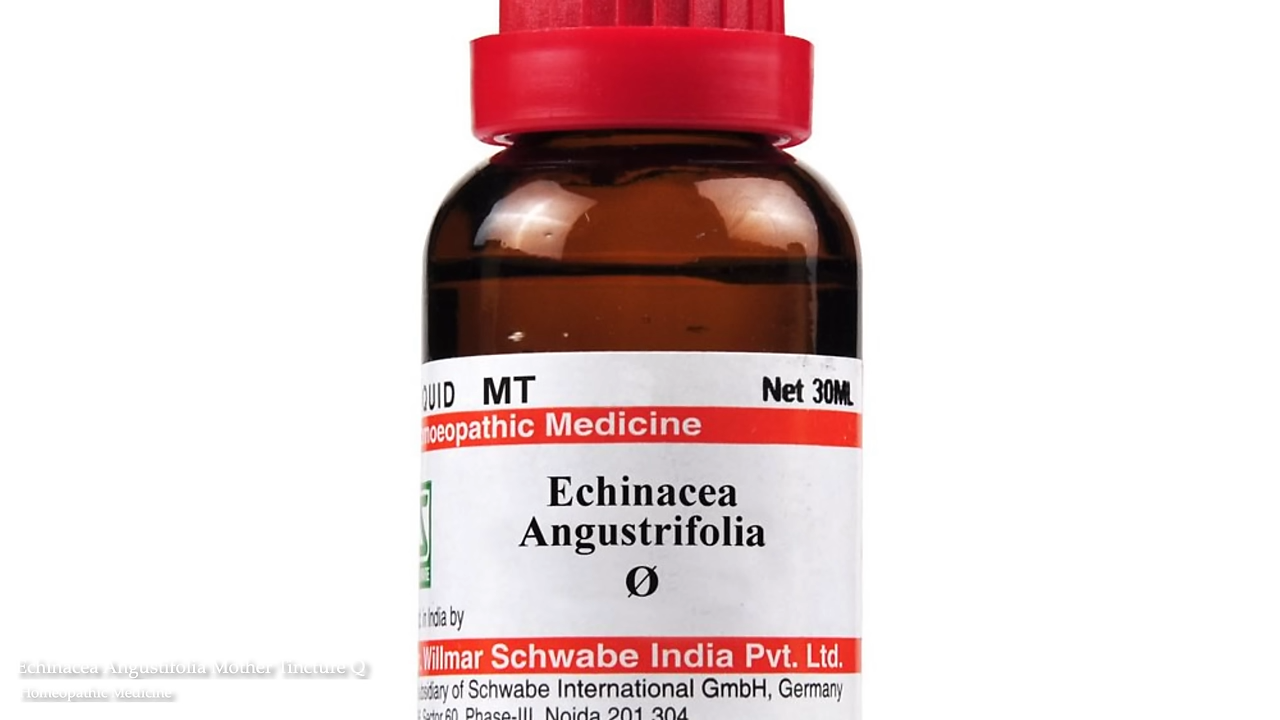 QUID MT Net 30ML
moeopathic Medicine
Echinacea
Angustrifolia
Ø
in India by
Willmar Schwabe India Pvt. Ltd.
sidiary of Schwabe International GmbH, Germany
Sector 60, Phase-III, Noida 201 304
Echinacea Angustifolia Mother Tincture Q
Homeopathic Medicine